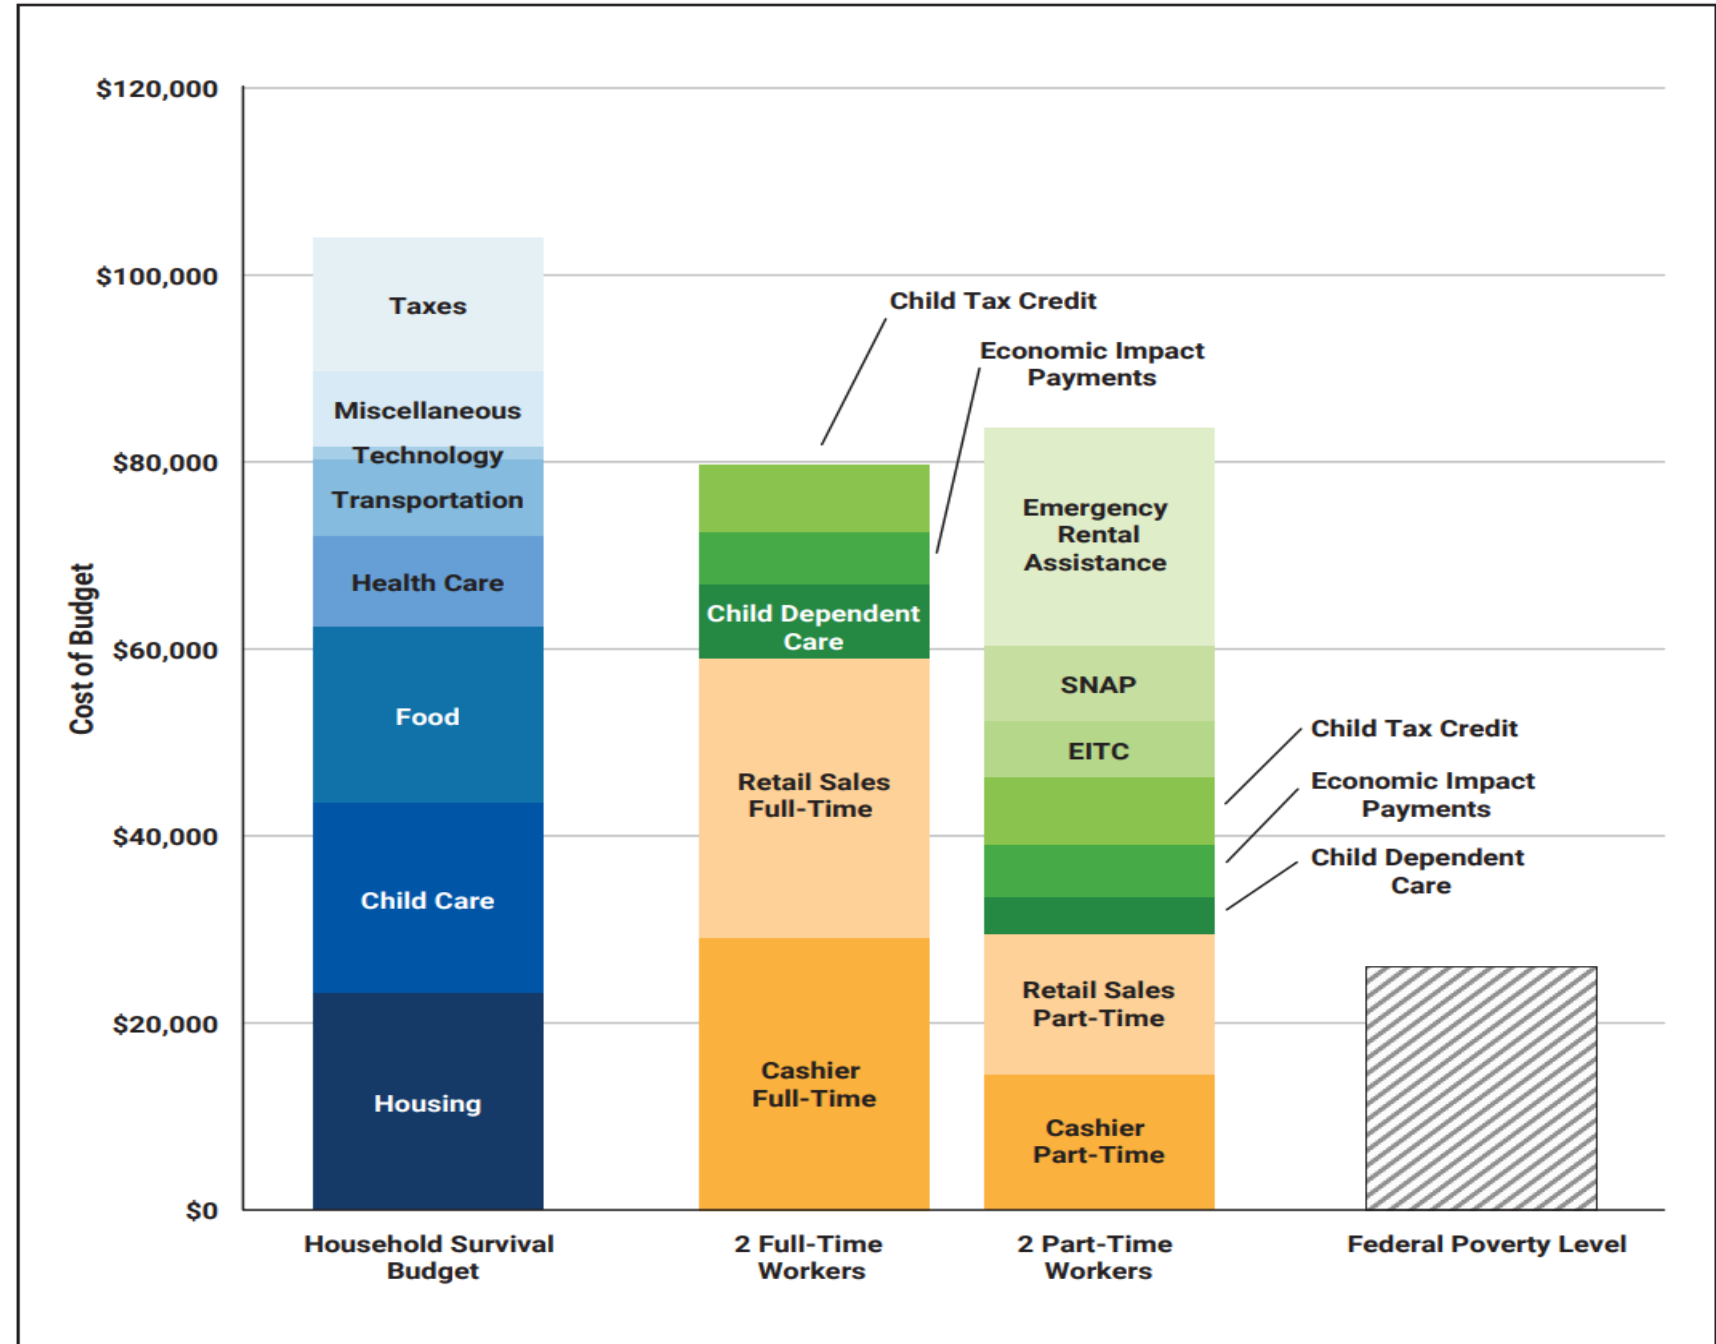 $120,000
$100,000
$80,000
$60,000
$40,000
$20,000
$0
Cost of Budget
Taxes
Miscellaneous
Technology
Transportation
Health Care
Food
Child Care
Housing
Child Tax Credit
Economic Impact
Payments
Child Dependent
Care
Retail Sales
Full-Time
Cashier
Full-Time
Emergency
Rental
Assistance
SNAP
EITC
Child Tax Credit
Economic Impact
Payments
Child Dependent
Care
Retail Sales
Part-Time
Cashier
Part-Time
Household Survival
Budget
2 Full-Time
Workers
2 Part-Time
Workers
Federal Poverty Level